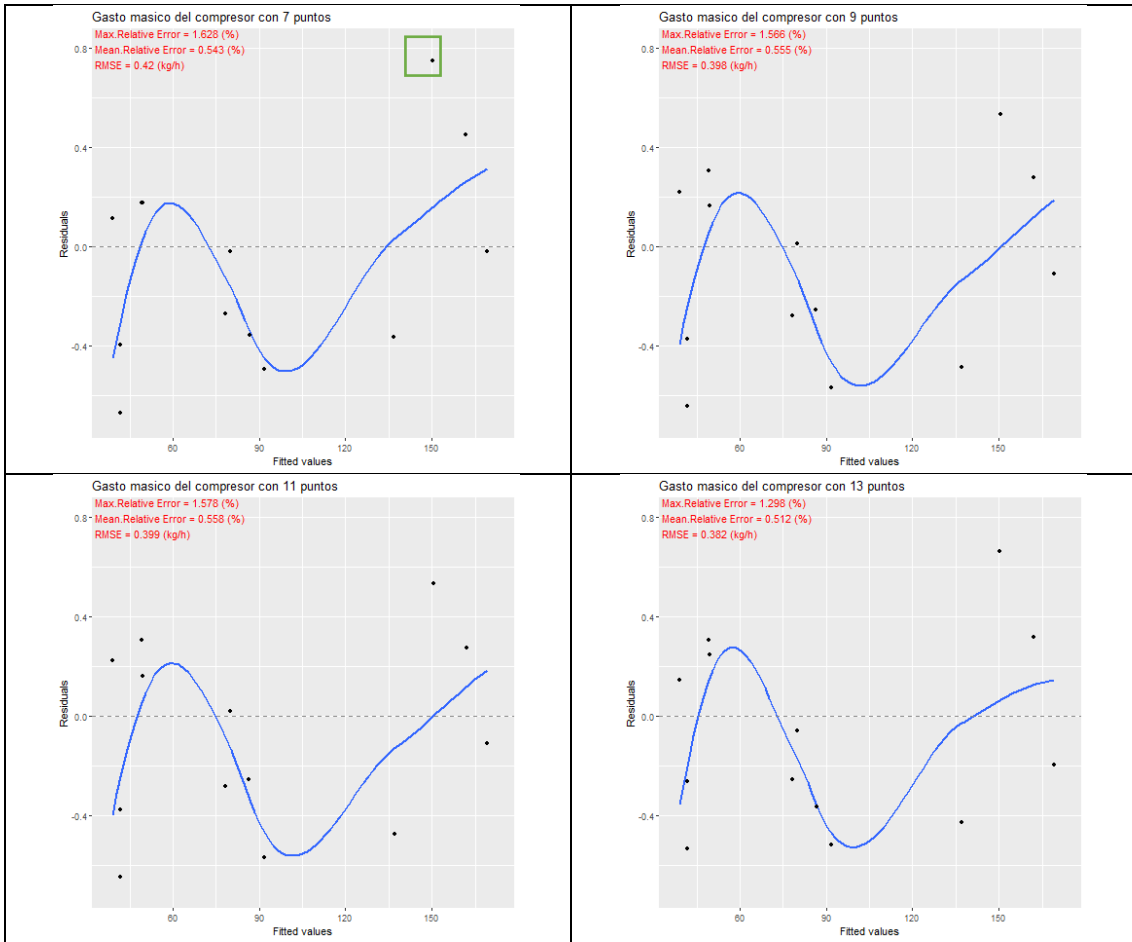 Gasto masico del compresor con 7 puntos
Max.Relative Error = 1.628 (%)
Mean.Relative Error = 0.543 (%)
RMSE = 0.42 (kg/h)
0.8
0.4
0.0
-0.4
Residuals
60 90 120 150
Fitted values
Gasto masico del compresor con 9 puntos
Max.Relative Error = 1.566 (%)
Mean.Relative Error = 0.555 (%)
RMSE = 0.398 (kg/h)
0.8
0.4
0.0
-0.4
Residuals
60 90 120 150
Fitted values
Gasto masico del compresor con 11 puntos
Max.Relative Error = 1.578 (%)
Mean.Relative Error = 0.558 (%)
RMSE = 0.399 (kg/h)
0.8
0.4
0.0
-0.4
Residuals
60 90 120 150
Fitted values
Gasto masico del compresor con 13 puntos
Max.Relative Error = 1.298 (%)
Mean.Relative Error = 0.512 (%)
RMSE = 0.382 (kg/h)
0.8
0.4
0.0
-0.4
Residuals
60 90 120 150
Fitted values